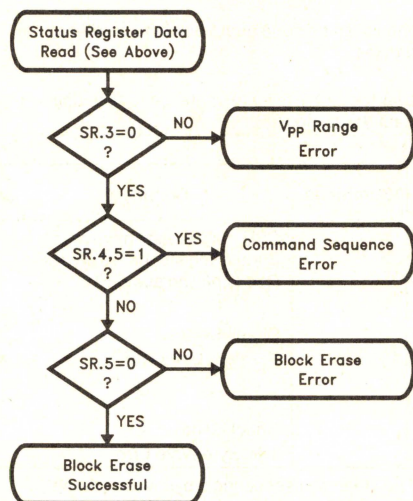 Status Register Data
Read (See Above)
SR.3=0
?
NO
VPP Range
Error
YES
SR.4,5=1
?
YES
Command Sequence
Error
NO
SR.5=0
?
NO
Block Erase
Error
YES
Block Erase
Successful